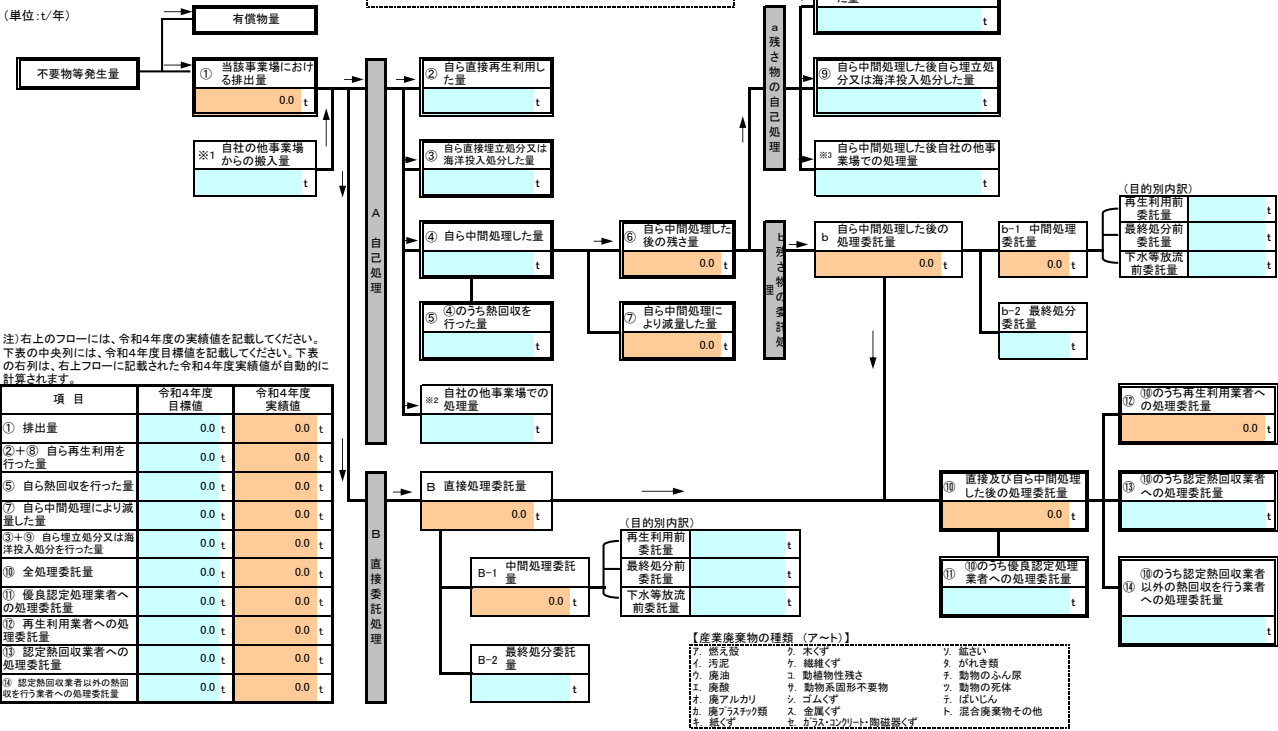 (単位:t/年)
有償物量
不要物等発生量
① 当該事業場におけ
る排出量
0.0 t
※1 自社の他事業場
からの搬入量
t
A 自己処理
② 自ら直接再生利用し
た量
t
③ 自ら直接埋立処分又は
海洋投入処分した量
t
④ 自ら中間処理した量
t
⑤ ④のうち熱回収を
行った量
t
※2 自社の他事業場での
処理量
t
⑥ 自ら中間処理した
後の残さ量
0.0 t
⑦ 自ら中間処理に
より減量した量
0.0 t
a 残さ物の自己処理
t
⑨ 自ら中間処理した後自ら埋立処
分又は海洋投入処分した量
t
※3 自ら中間処理した後自社の他事
業場での処理量
t
b 残さ物の委託処理
b 自ら中間処理した後の
処理委託量
0.0 t
b-1 中間処理
委託量
0.0 t
b-2 最終処分
委託量
t
(目的別内訳)
再生利用前
委託量
t
最終処分前
委託量
t
下水等放流
前委託量
t
注)右上のフローには、令和4年度の実績値を記載してください。
下表の中央列には、令和4年度目標値を記載してください。下表
の右列は、右上フローに記載された令和4年度実績値が自動的に
計算されます。
項 目 令和4年度 目標値 令和4年度 実績値
① 排出量 0.0 t 0.0 t
②+⑧ 自ら再生利用を
行った量 0.0 t 0.0 t
⑤ 自ら熱回収を行った量 0.0 t 0.0 t
⑦ 自ら中間処理により減
量した量 0.0 t 0.0 t
③+⑨ 自ら埋立処分又は海
洋投入処分を行った量 0.0 t 0.0 t
⑩ 全処理委託量 0.0 t 0.0 t
⑪ 優良認定処理業者へ
の処理委託量 0.0 t 0.0 t
⑫ 再生利用業者への処
理委託量 0.0 t 0.0 t
⑬ 認定熱回収業者への
処理委託量 0.0 t 0.0 t
⑭ 認定熱回収業者以外の熱回
収を行う業者への処理委託量 0.0 t 0.0 t
B 直接委託処理
B 直接処理委託量
0.0 t
B-1 中間処理委託
量
0.0 t
B-2 最終処分委託
量
t
(目的別内訳)
再生利用前
委託量
t
最終処分前
委託量
t
下水等放流
前委託量
t
⑩ 直接及び自ら中間処理
した後の処理委託量
0.0 t
⑪ ⑩のうち優良認定処理
業者への処理委託量
t
⑫ ⑩のうち再生利用業者へ
の処理委託量
0.0 t
⑬ ⑩のうち認定熱回収業者
への処理委託量
t
⑭ ⑩のうち認定熱回収業者
以外の熱回収を行う業者
への処理委託量
t
【産業廃棄物の種類 (ア~ト)】
ア. 燃え殻 ク. 木くず ソ. 鉱さい
イ. 汚泥 ケ. 繊維くず タ. がれき類
ウ. 廃油 コ. 動植物性残さ チ. 動物のふん尿
エ. 廃酸 サ. 動物系固形不要物 ツ. 動物の死体
オ. 廃アルカリ シ. ゴムくず テ. ばいじん
カ. 廃プラスチック類 ス. 金属くず ト. 混合廃棄物その他
キ. 紙くず セ. ガラス・コンクリート・陶磁器くず